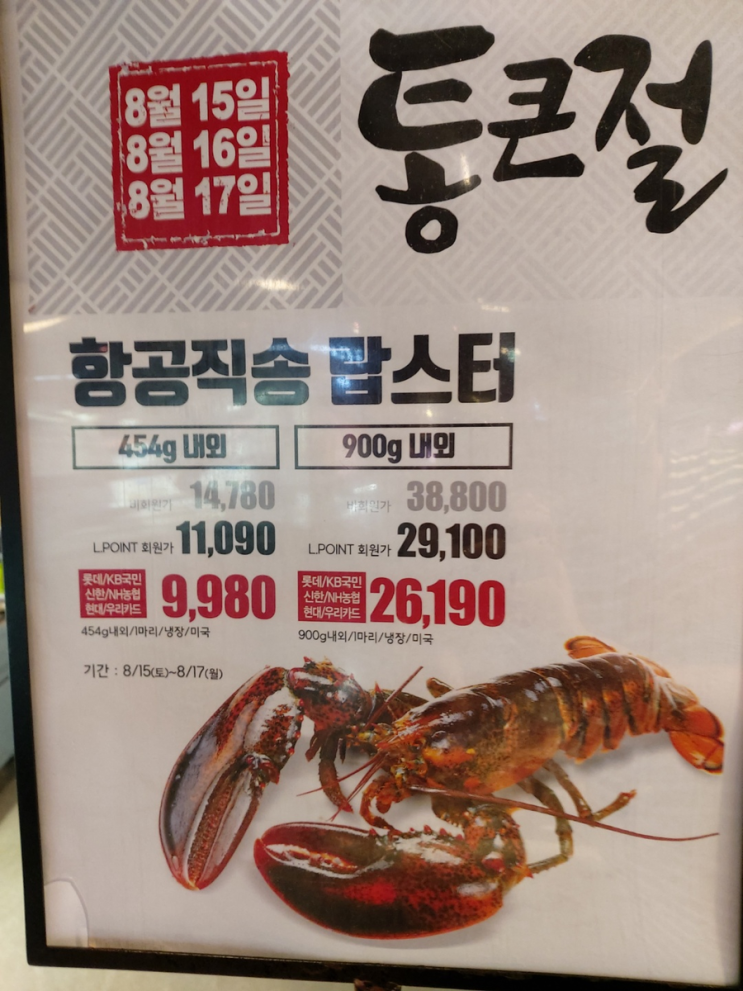 8월 15일
8월 16일
8월 17일
통큰절
항공직송 랍스터
454g 내외
비회원가 14,780
L.POINT 회원가 11,090
롯데/KB국민
신한/NH농협
현대/우리카드
9,980
454g내외/1마리/냉장/미국
900g 내외
비회원가 38,800
L.POINT 회원가 29,100
롯데/KB국민
신한/NH농협
현대/우리카드
26,190
900g내외/1마리/냉장/미국
기간 : 8/15(토)~8/17(월)